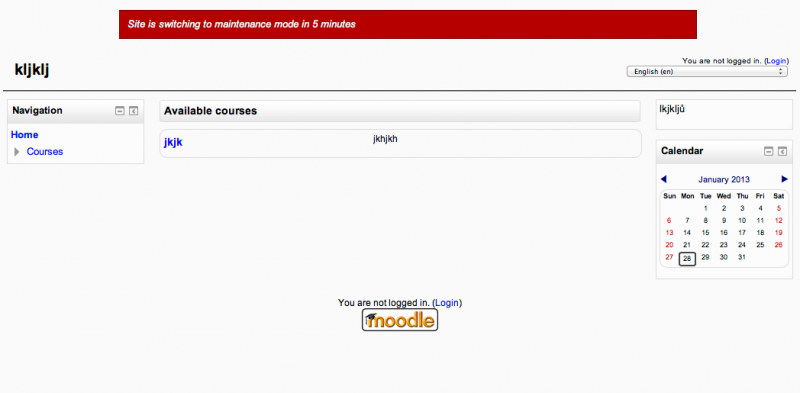 Site is switching to maintenance mode in 5 minutes
kljklj
You are not logged in. (Login)
English (en)
Navigation
Home
Courses
Available courses
jkjk
jkhjkh
lkjkljů
Calendar
January 2013
Sun Mon Tue Wed Thu Fri Sat
1 2 3 4 5
6 7 8 9 10 11 12
13 14 15 16 17 18 19
20 21 22 23 24 25 26
27 28 29 30 31
You are not logged in. (Login)
moodle